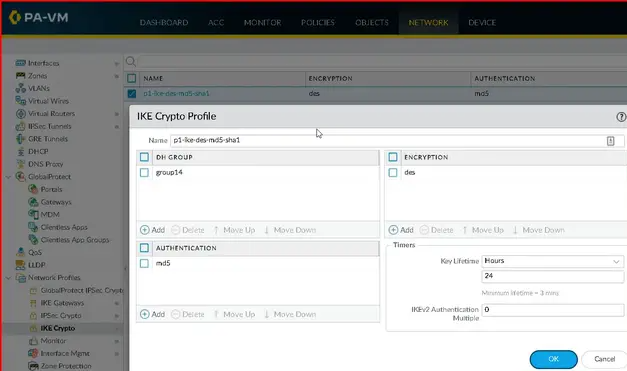 PA-VM
DASHBOARD ACC MONITOR POLICIES OBJECTS NETWORK DEVICE
Interfaces
Zones
VLANs
Virtual Wires
Virtual Routers
IPSec Tunnels
GRE Tunnels
DHCP
DNS Proxy
GlobalProtect
Portals
Gateways
MDM
Clientless Apps
Clientless App Groups
QoS
LLDP
Network Profiles
GlobalProtect IPSec Crypto
IKE Gateways
IPSec Crypto
IKE Crypto
Monitor
Interface Mgmt
Zone Protection
NAME ENCRYPTION AUTHENTICATION
p1-ike-des-md5-sha1 des md5
IKE Crypto Profile
Name p1-ike-des-md5-sha1
DH GROUP
group14
Add Delete Move Up Move Down
ENCRYPTION
des
Add Delete Move Up Move Down
AUTHENTICATION
md5
Add Delete Move Up Move Down
Timers
Key Lifetime Hours
24
Minimum lifetime = 3 mins
IKEv2 Authentication Multiple 0
OK Cancel